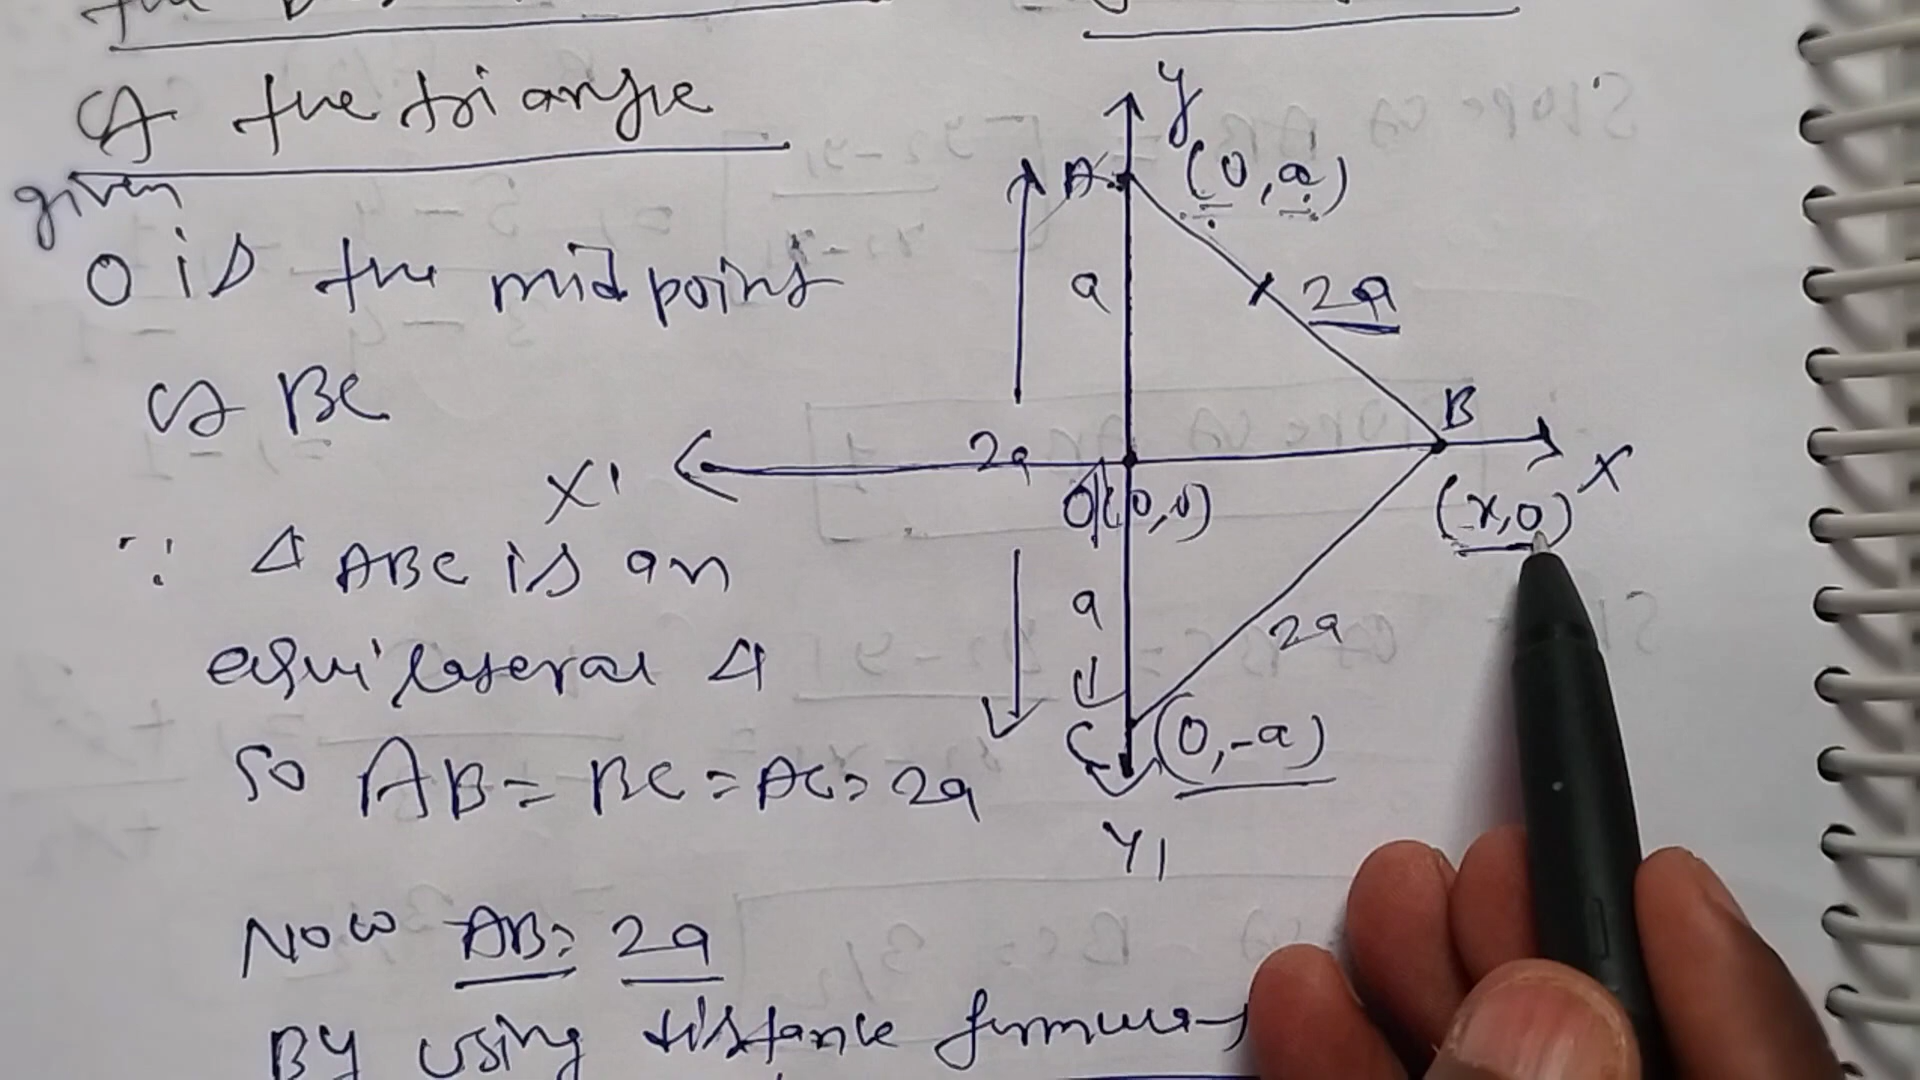 of the triangle
given
O is the midpoint
of BC
∵ Δ ABC is an
equilateral Δ
So AB = BC = AC = 2a
Now AB = 2a
By using distance formula
Y
A (0, a)
a
2a
B
2a
X'
O(0,0)
(x,0) X
a
2a
C (0,-a)
Y1